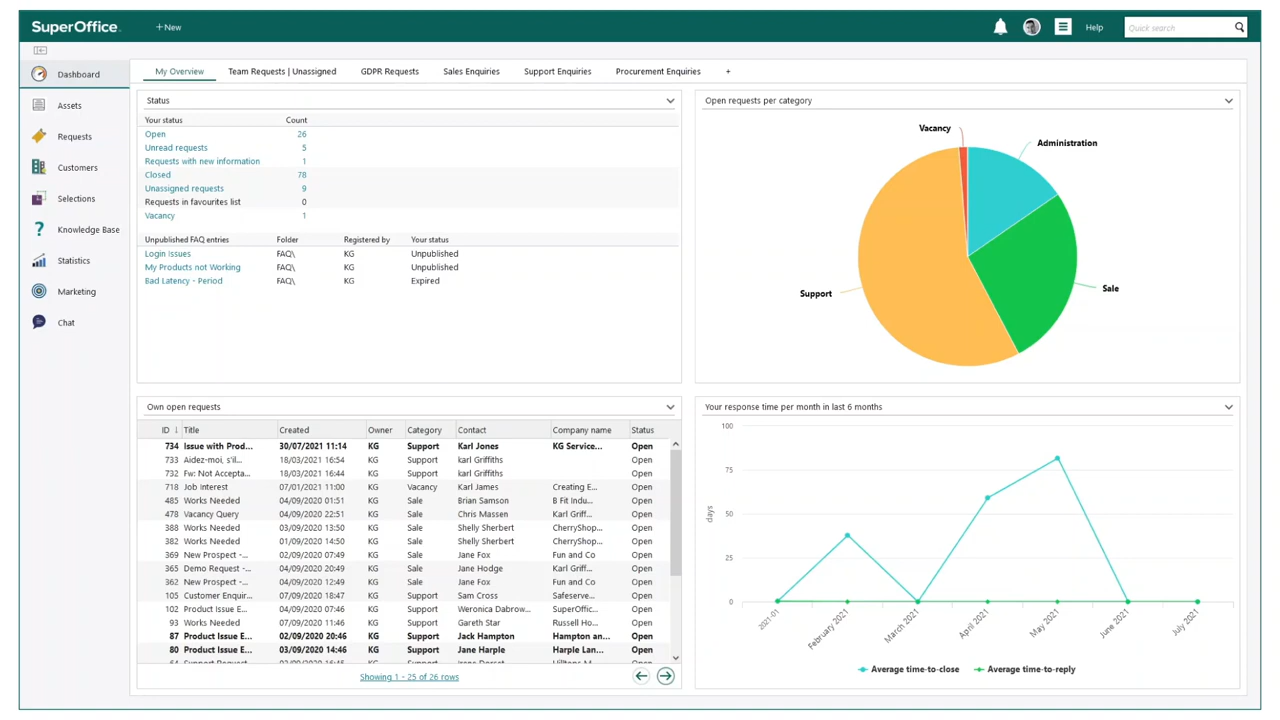 SuperOffice
+New
Help
Quick search
Dashboard
Assets
Requests
Customers
Selections
? Knowledge Base
Statistics
Marketing
Chat
My Overview Team Requests | Unassigned GDPR Requests Sales Enquiries Support Enquiries Procurement Enquiries +
Status
Your status Count
Open 26
Unread requests 5
Requests with new information 1
Closed 78
Unassigned requests 9
Requests in favourites list 0
Vacancy 1
Unpublished FAQ entries Folder Registered by Your status
Login Issues FAQ\ KG Unpublished
My Products not Working FAQ\ KG Unpublished
Bad Latency - Period FAQ\ KG Expired
Open requests per category
Vacancy
Administration
Support
Sale
Own open requests
ID ↓ Title Created Owner Category Contact Company name Status
734 Issue with Prod... 30/07/2021 11:14 KG Support Karl Jones KG Service... Open
733 Aidez-moi, s'il... 18/03/2021 16:54 KG Support karl Griffiths Open
732 Fw: Not Accepta... 18/03/2021 16:44 KG Support karl Griffiths Open
718 Job Interest 07/01/2021 11:00 KG Vacancy Karl James Creating E... Open
485 Works Needed 04/09/2020 01:51 KG Sale Brian Samson B Fit Indu... Open
478 Vacancy Query 04/09/2020 22:51 KG Sale Chris Massen Karl Griff... Open
388 Works Needed 03/09/2020 13:50 KG Sale Shelly Sherbert CherryShop... Open
382 Works Needed 01/09/2020 14:50 KG Sale Shelly Sherbert CherryShop... Open
369 New Prospect -... 02/09/2020 07:49 KG Sale Jane Fox Fun and Co Open
365 Demo Request -... 04/09/2020 20:49 KG Sale Jane Hodge Karl Griff... Open
362 New Prospect -... 04/09/2020 12:49 KG Sale Jane Fox Fun and Co Open
105 Customer Enquir... 07/09/2020 18:47 KG Support Sam Cross Safeserve... Open
102 Product Issue E... 04/09/2020 07:46 KG Support Weronica Dabrow... SuperOffic... Open
93 Works Needed 04/09/2020 11:46 KG Support Gareth Star Russell Ho... Open
87 Product Issue E... 02/09/2020 20:46 KG Support Jack Hampton Hampton an... Open
80 Product Issue E... 03/09/2020 14:46 KG Support Jane Harple Harple Lan... Open
Showing 1 - 25 of 26 rows
Your response time per month in last 6 months
100
75
50
25
0
days
2021-01 February 2021 March 2021 April 2021 May 2021 June 2021 July 2021
Average time-to-close Average time-to-reply